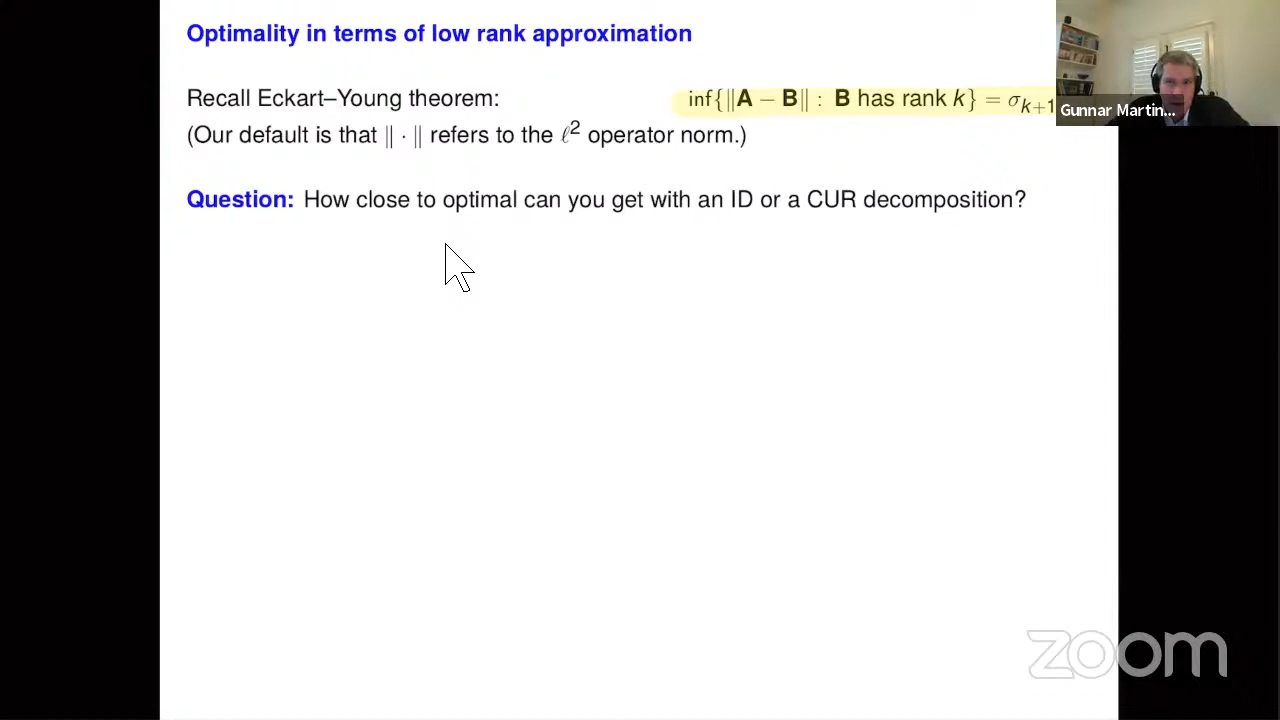 Optimality in terms of low rank approximation
Recall Eckart–Young theorem: inf{‖A − B‖ : B has rank k} = σk+1
(Our default is that ‖ · ‖ refers to the ℓ² operator norm.)
Question: How close to optimal can you get with an ID or a CUR decomposition?
Gunnar Martin...
zoom